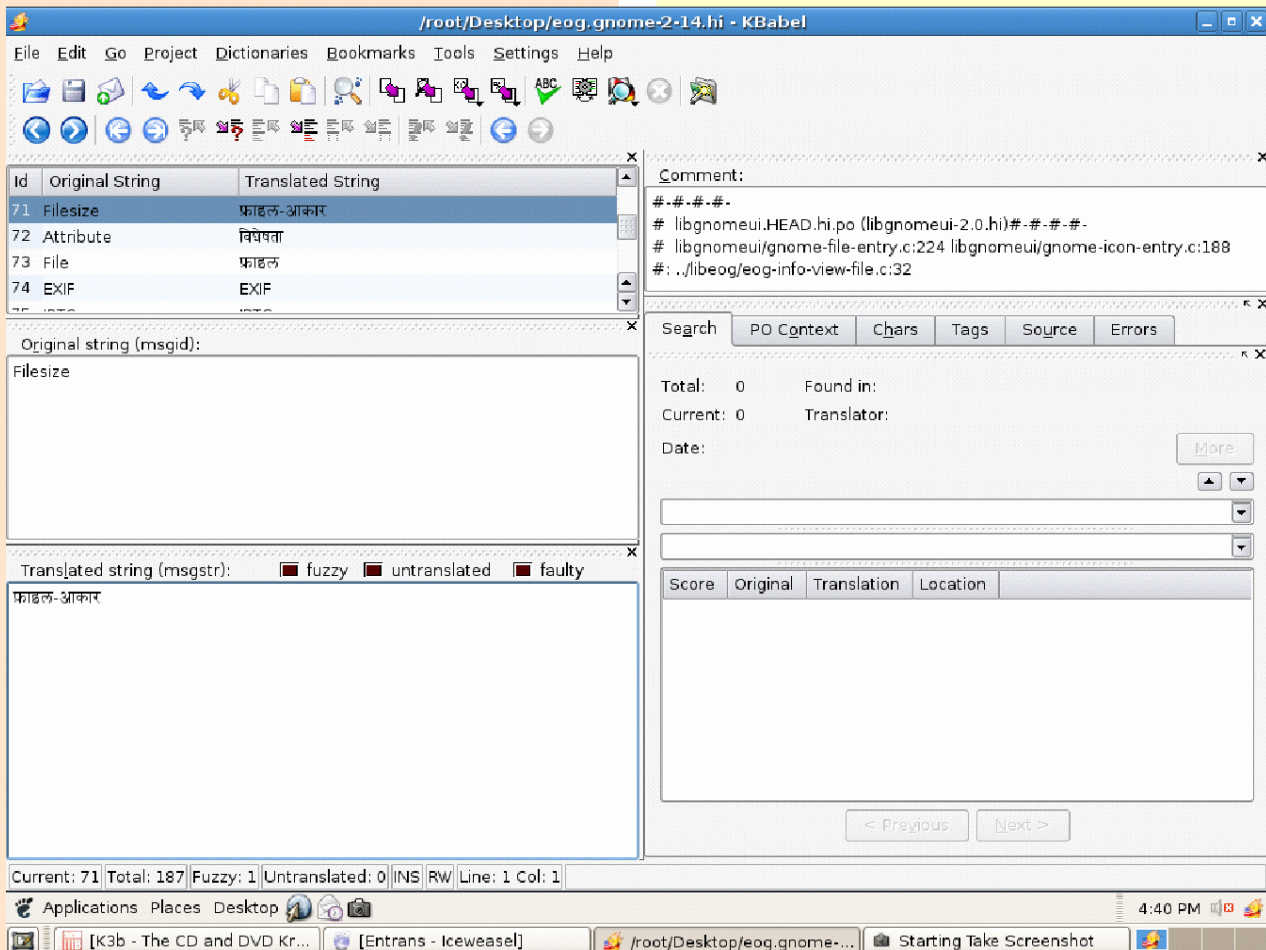 /root/Desktop/eog.gnome-2-14.hi - KBabel
File Edit Go Project Dictionaries Bookmarks Tools Settings Help
Id Original String Translated String
71 Filesize फ़ाइल-आकार
72 Attribute विघेषता
73 File फ़ाइल
74 EXIF EXIF
Original string (msgid):
Filesize
Translated string (msgstr): fuzzy untranslated faulty
फ़ाइल-आकार
Comment:
#-#-#-#-
# libgnomeui.HEAD.hi.po (libgnomeui-2.0.hi)#-#-#-#-
# libgnomeui/gnome-file-entry.c:224 libgnomeui/gnome-icon-entry.c:188
#: ../libeog/eog-info-view-file.c:32
Search PO Context Chars Tags Source Errors
Total: 0 Found in:
Current: 0 Translator:
Date:
More
Score Original Translation Location
< Previous Next >
Current: 71 Total: 187 Fuzzy: 1 Untranslated: 0 INS RW Line: 1 Col: 1
Applications Places Desktop 4:40 PM
[K3b - The CD and DVD Kr... [Entrans - Iceweasel] /root/Desktop/eog.gnome-... Starting Take Screenshot